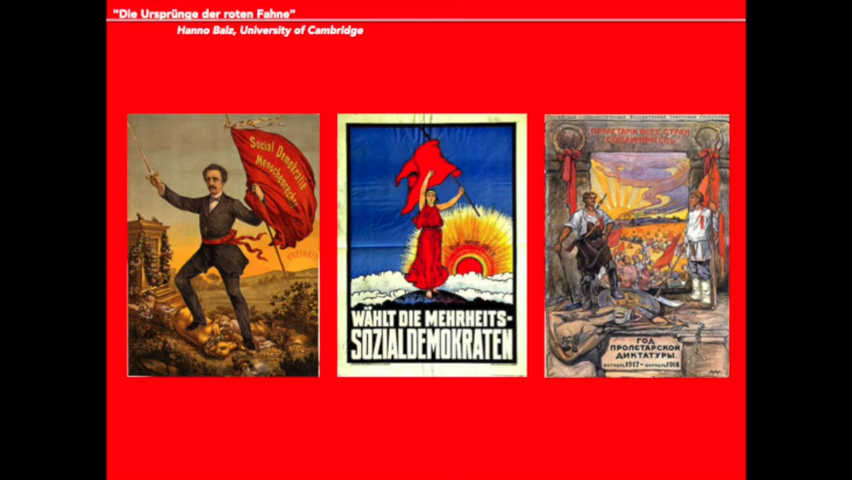 "Die Ursprünge der roten Fahne"
Hanno Balz, University of Cambridge
Social Demokratie
Menschenrechte
FREIHEIT
WÄHLT DIE MEHRHEITS-
SOZIALDEMOKRATEN
ПРОЛЕТАРИИ ВСЕХ СТРАН
СОЕДИНЯЙТЕСЬ
ГОД
ПРОЛЕТАРСКОЙ
ДИКТАТУРЫ
ОКТЯБРЬ 1917 - ОКТЯБРЬ 1918